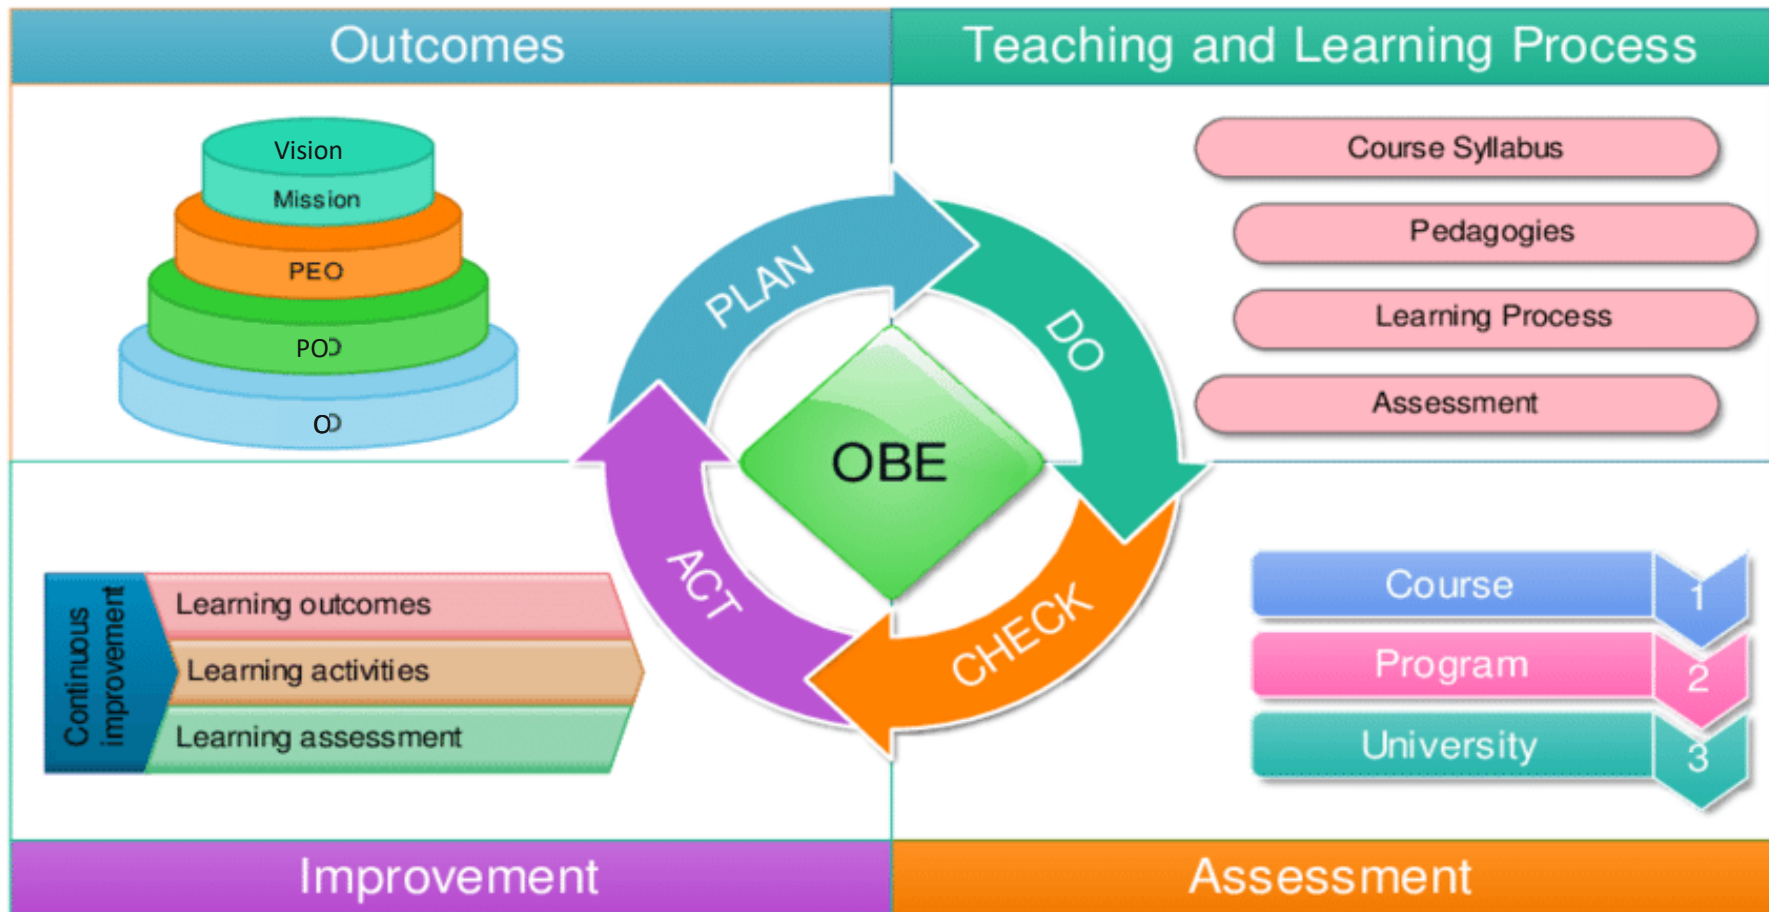 Outcomes
Teaching and Learning Process
Vision
Mission
PEO
PO
Course Syllabus
Pedagogies
Learning Process
Assessment
PLAN
DO
CHECK
ACT
OBE
Continuous
improvement
Learning outcomes
Learning activities
Learning assessment
Course 1
Program 2
University 3
Improvement
Assessment